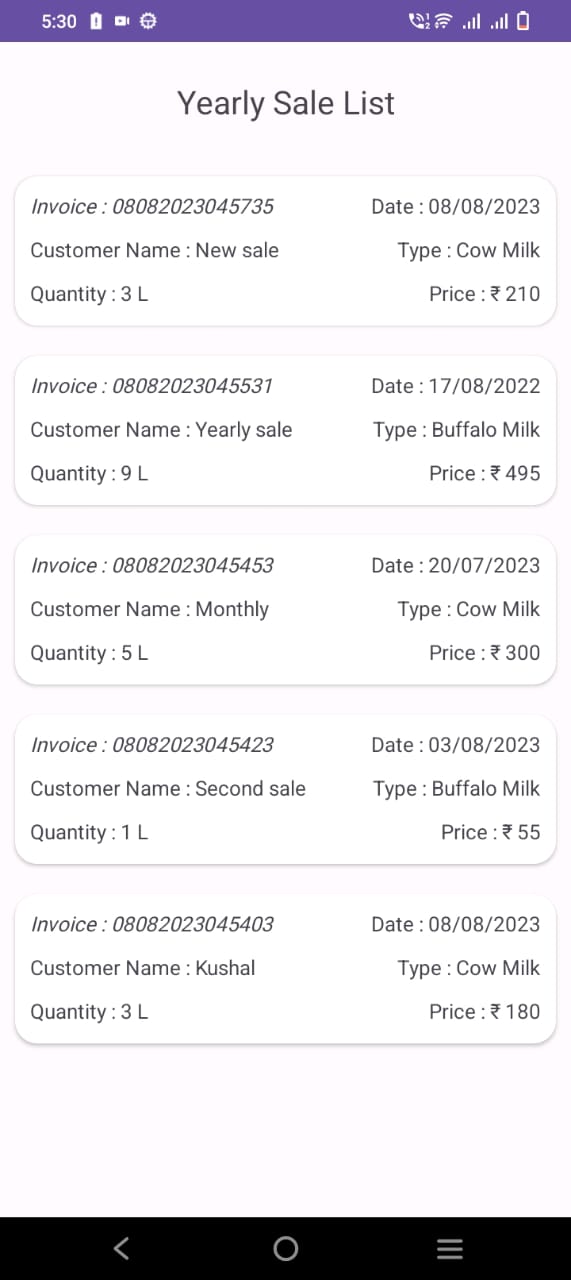 5:30
Yearly Sale List
Invoice : 08082023045735 Date : 08/08/2023
Customer Name : New sale Type : Cow Milk
Quantity : 3 L Price : ₹ 210
Invoice : 08082023045531 Date : 17/08/2022
Customer Name : Yearly sale Type : Buffalo Milk
Quantity : 9 L Price : ₹ 495
Invoice : 08082023045453 Date : 20/07/2023
Customer Name : Monthly Type : Cow Milk
Quantity : 5 L Price : ₹ 300
Invoice : 08082023045423 Date : 03/08/2023
Customer Name : Second sale Type : Buffalo Milk
Quantity : 1 L Price : ₹ 55
Invoice : 08082023045403 Date : 08/08/2023
Customer Name : Kushal Type : Cow Milk
Quantity : 3 L Price : ₹ 180